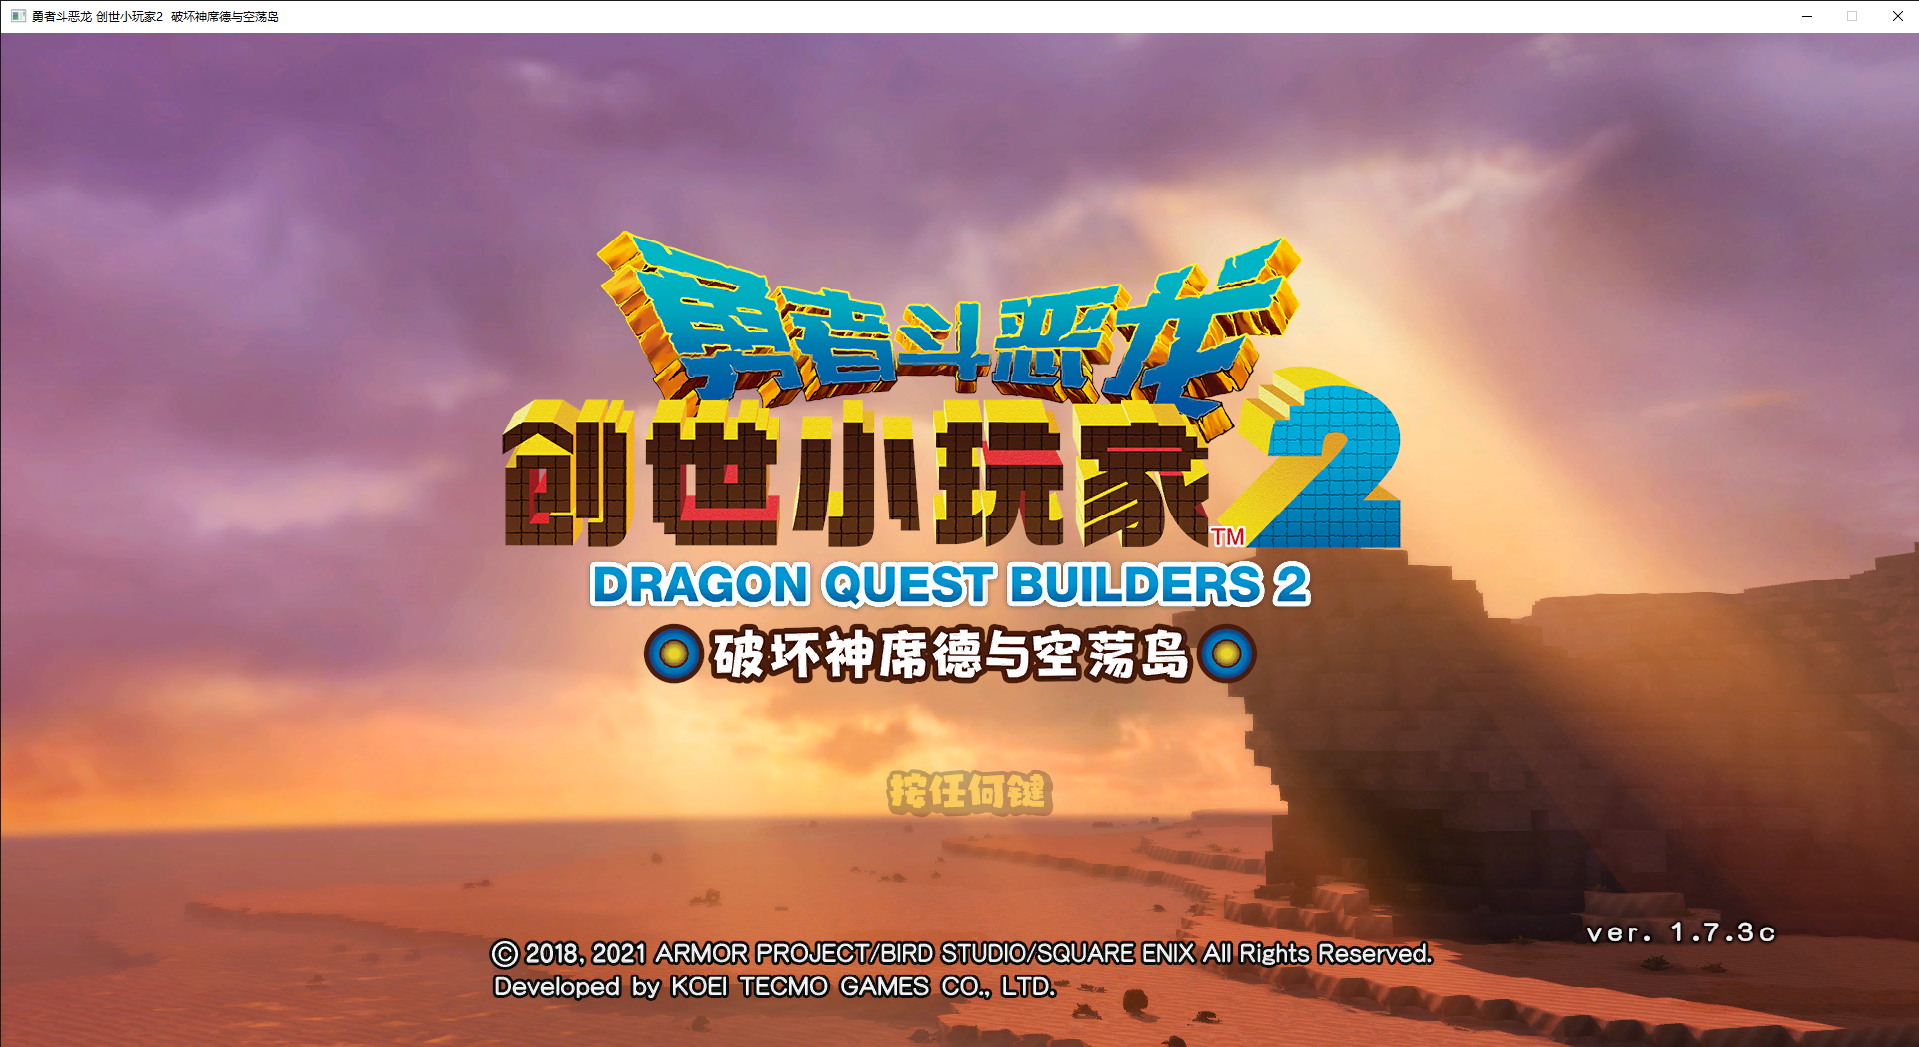 勇者斗恶龙 创世小玩家2 破坏神席德与空荡岛
勇者斗恶龙
创世小玩家2
TM
DRAGON QUEST BUILDERS 2
破坏神席德与空荡岛
按任何键
ver. 1.7.3c
© 2018, 2021 ARMOR PROJECT/BIRD STUDIO/SQUARE ENIX All Rights Reserved.
Developed by KOEI TECMO GAMES CO., LTD.